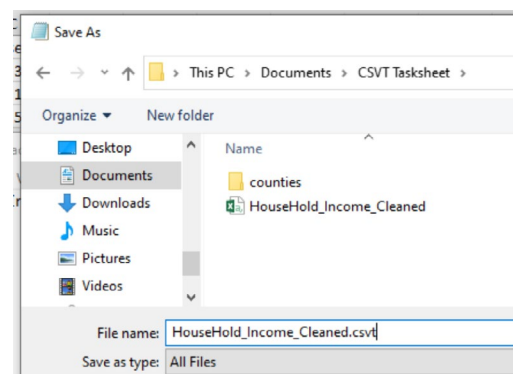 Save As
This PC > Documents > CSVT Tasksheet >
Organize New folder
Desktop
Documents
Downloads
Music
Pictures
Videos
Name
counties
HouseHold_Income_Cleaned
File name: HouseHold_Income_Cleaned.csvt
Save as type: All Files